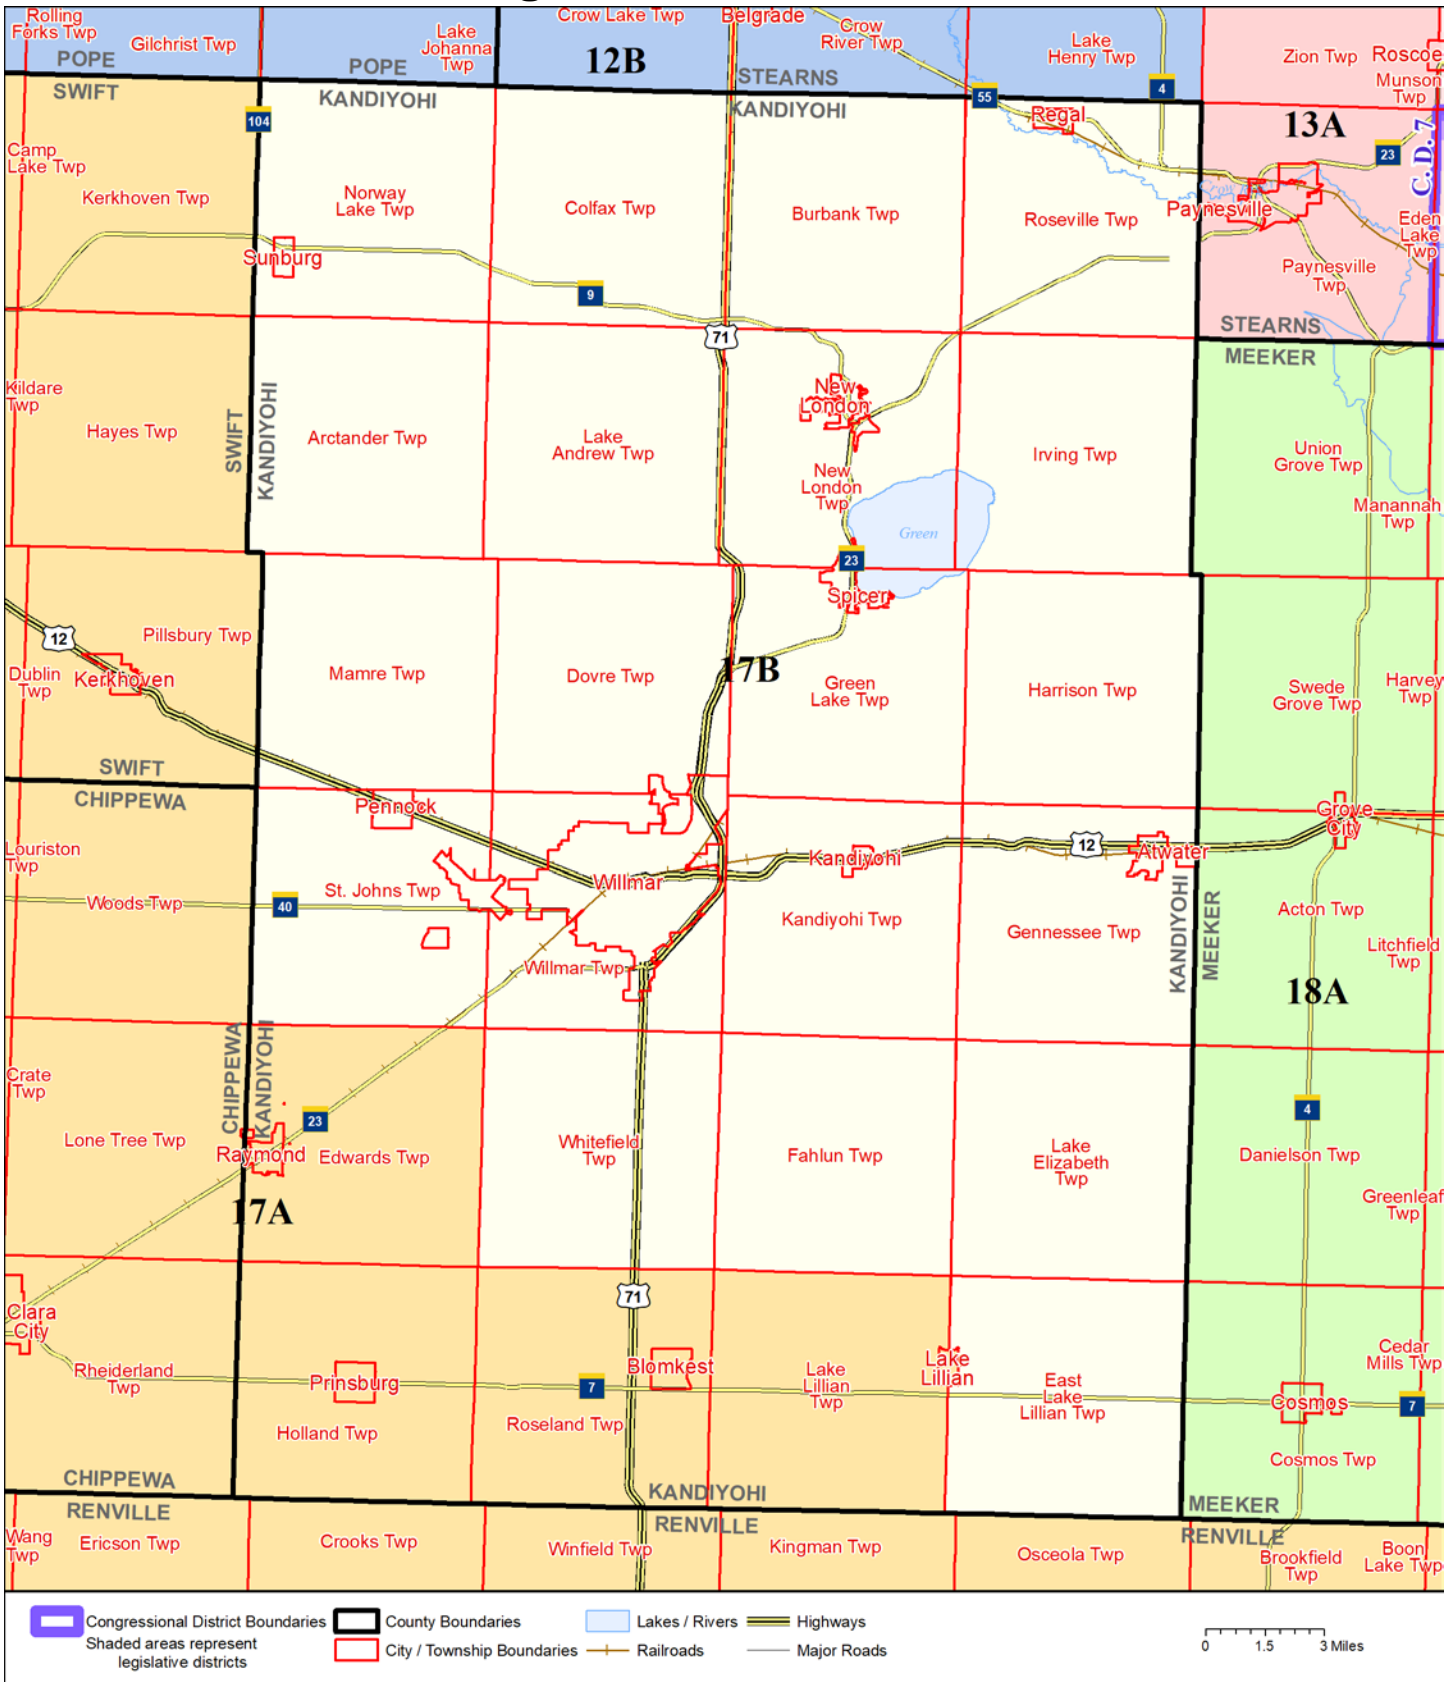 Rolling
Forks Twp
Gilchrist Twp
Lake
Johanna
Twp
Crow Lake Twp
Belgrade
Crow
River Twp
Lake
Henry Twp
Zion Twp
Roscoe
Munson
Twp
POPE
POPE
12B
STEARNS
SWIFT
KANDIYOHI
KANDIYOHI
55
4
104
Regal
13A
23
C. D. 7
Camp
Lake Twp
Kerkhoven Twp
Norway
Lake Twp
Colfax Twp
Burbank Twp
Roseville Twp
Crow River
Paynesville
Eden
Lake
Twp
Sunburg
Paynesville
Twp
9
STEARNS
MEEKER
71
Kildare
Twp
Hayes Twp
SWIFT
KANDIYOHI
Arctander Twp
Lake
Andrew Twp
New
London
New
London
Twp
Irving Twp
Union
Grove Twp
Manannah
Twp
Green
23
Spicer
12
Pillsbury Twp
Dublin
Twp
Kerkhoven
Mamre Twp
Dovre Twp
17B
Green
Lake Twp
Harrison Twp
Swede
Grove Twp
Harvey
Twp
SWIFT
CHIPPEWA
Pennock
Grove
City
Louriston
Twp
Woods Twp
40
St. Johns Twp
Willmar
Kandiyohi
12
Atwater
Kandiyohi Twp
Gennessee Twp
KANDIYOHI
MEEKER
Acton Twp
Litchfield
Twp
Willmar Twp
18A
Crate
Twp
CHIPPEWA
KANDIYOHI
Lone Tree Twp
23
Raymond
Edwards Twp
Whitefield
Twp
Fahlun Twp
Lake
Elizabeth
Twp
4
Danielson Twp
Greenleaf
Twp
17A
71
Clara
City
Rheiderland
Twp
Prinsburg
7
Blomkest
Lake
Lillian
Twp
Lake
Lillian
East
Lake
Lillian Twp
Cedar
Mills Twp
Cosmos
7
Holland Twp
Roseland Twp
Cosmos Twp
CHIPPEWA
RENVILLE
KANDIYOHI
RENVILLE
MEEKER
RENVILLE
Wang
Twp
Ericson Twp
Crooks Twp
Winfield Twp
Kingman Twp
Osceola Twp
Brookfield
Twp
Boon
Lake Twp
Congressional District Boundaries
County Boundaries
Lakes / Rivers
Highways
Shaded areas represent
legislative districts
City / Township Boundaries
Railroads
Major Roads
0 1.5 3 Miles